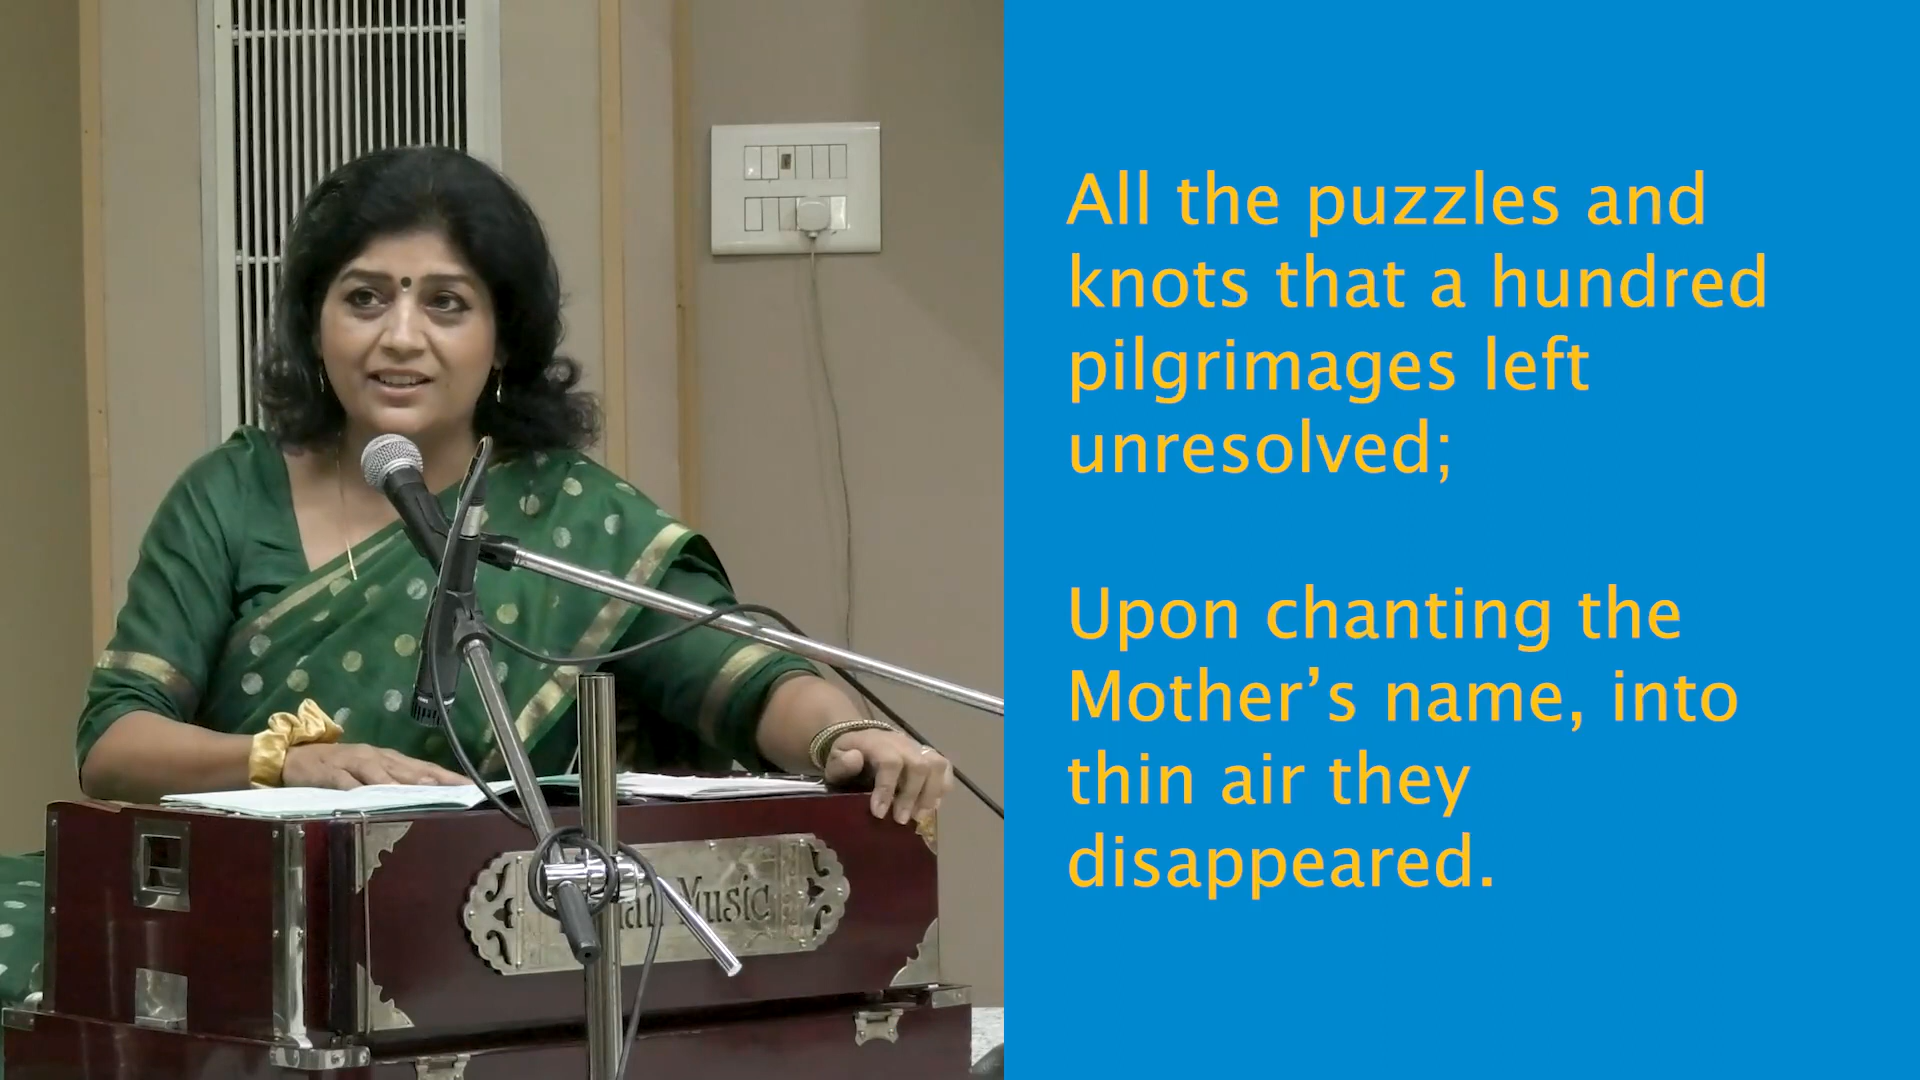 All the puzzles and
knots that a hundred
pilgrimages left
unresolved;
Upon chanting the
Mother’s name, into
thin air they
disappeared.
Music